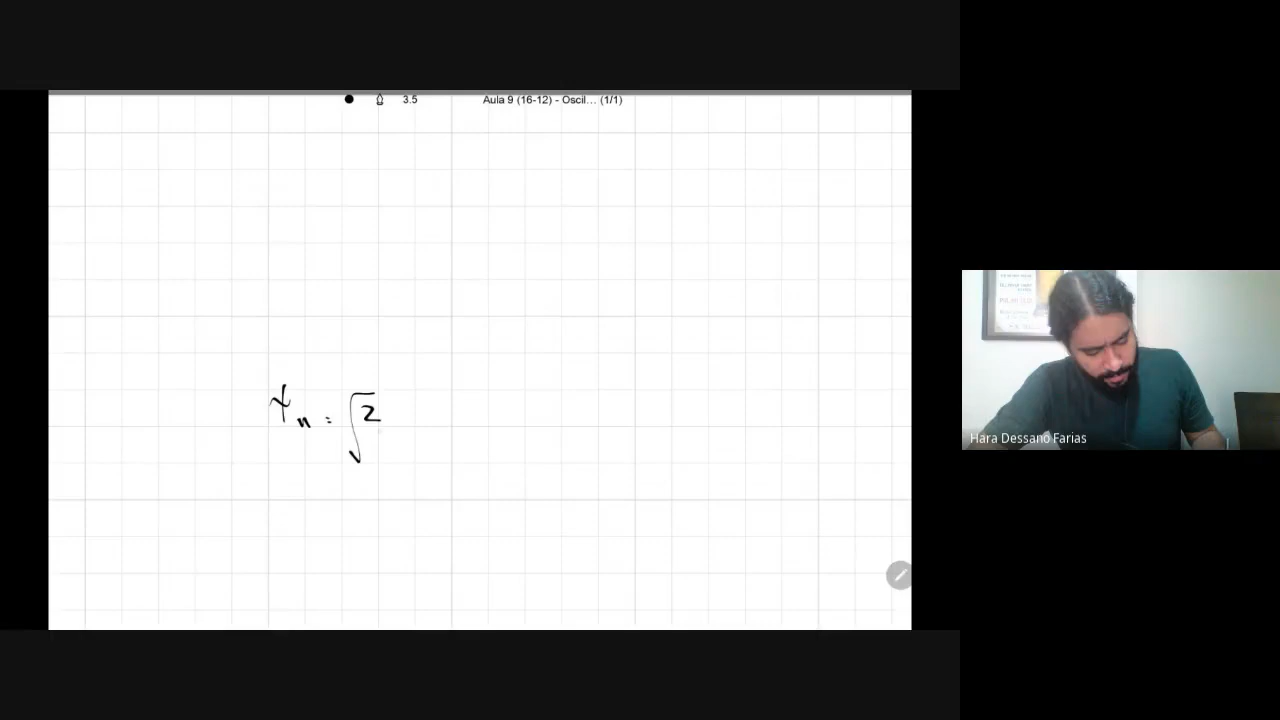 3.5 Aula 9 (16-12) - Oscil... (1/1)
ψn = √2
Hara Dessano Farias